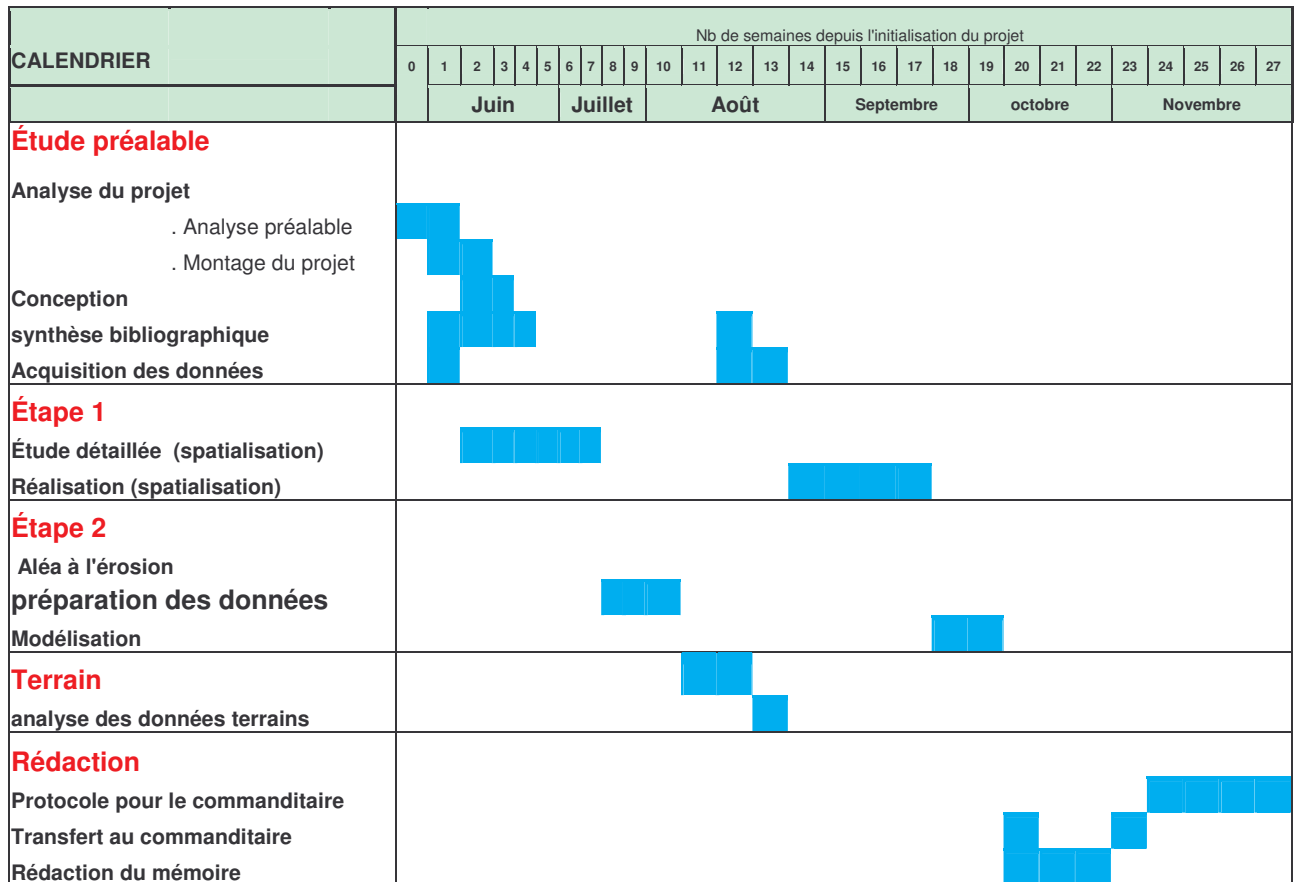 Nb de semaines depuis l'initialisation du projet
CALENDRIER
0 1 2 3 4 5 6 7 8 9 10 11 12 13 14 15 16 17 18 19 20 21 22 23 24 25 26 27
Juin Juillet Août Septembre octobre Novembre
Étude préalable
Analyse du projet
. Analyse préalable
. Montage du projet
Conception
synthèse bibliographique
Acquisition des données
Étape 1
Étude détaillée (spatialisation)
Réalisation (spatialisation)
Étape 2
Aléa à l'érosion
préparation des données
Modélisation
Terrain
analyse des données terrains
Rédaction
Protocole pour le commanditaire
Transfert au commanditaire
Rédaction du mémoire